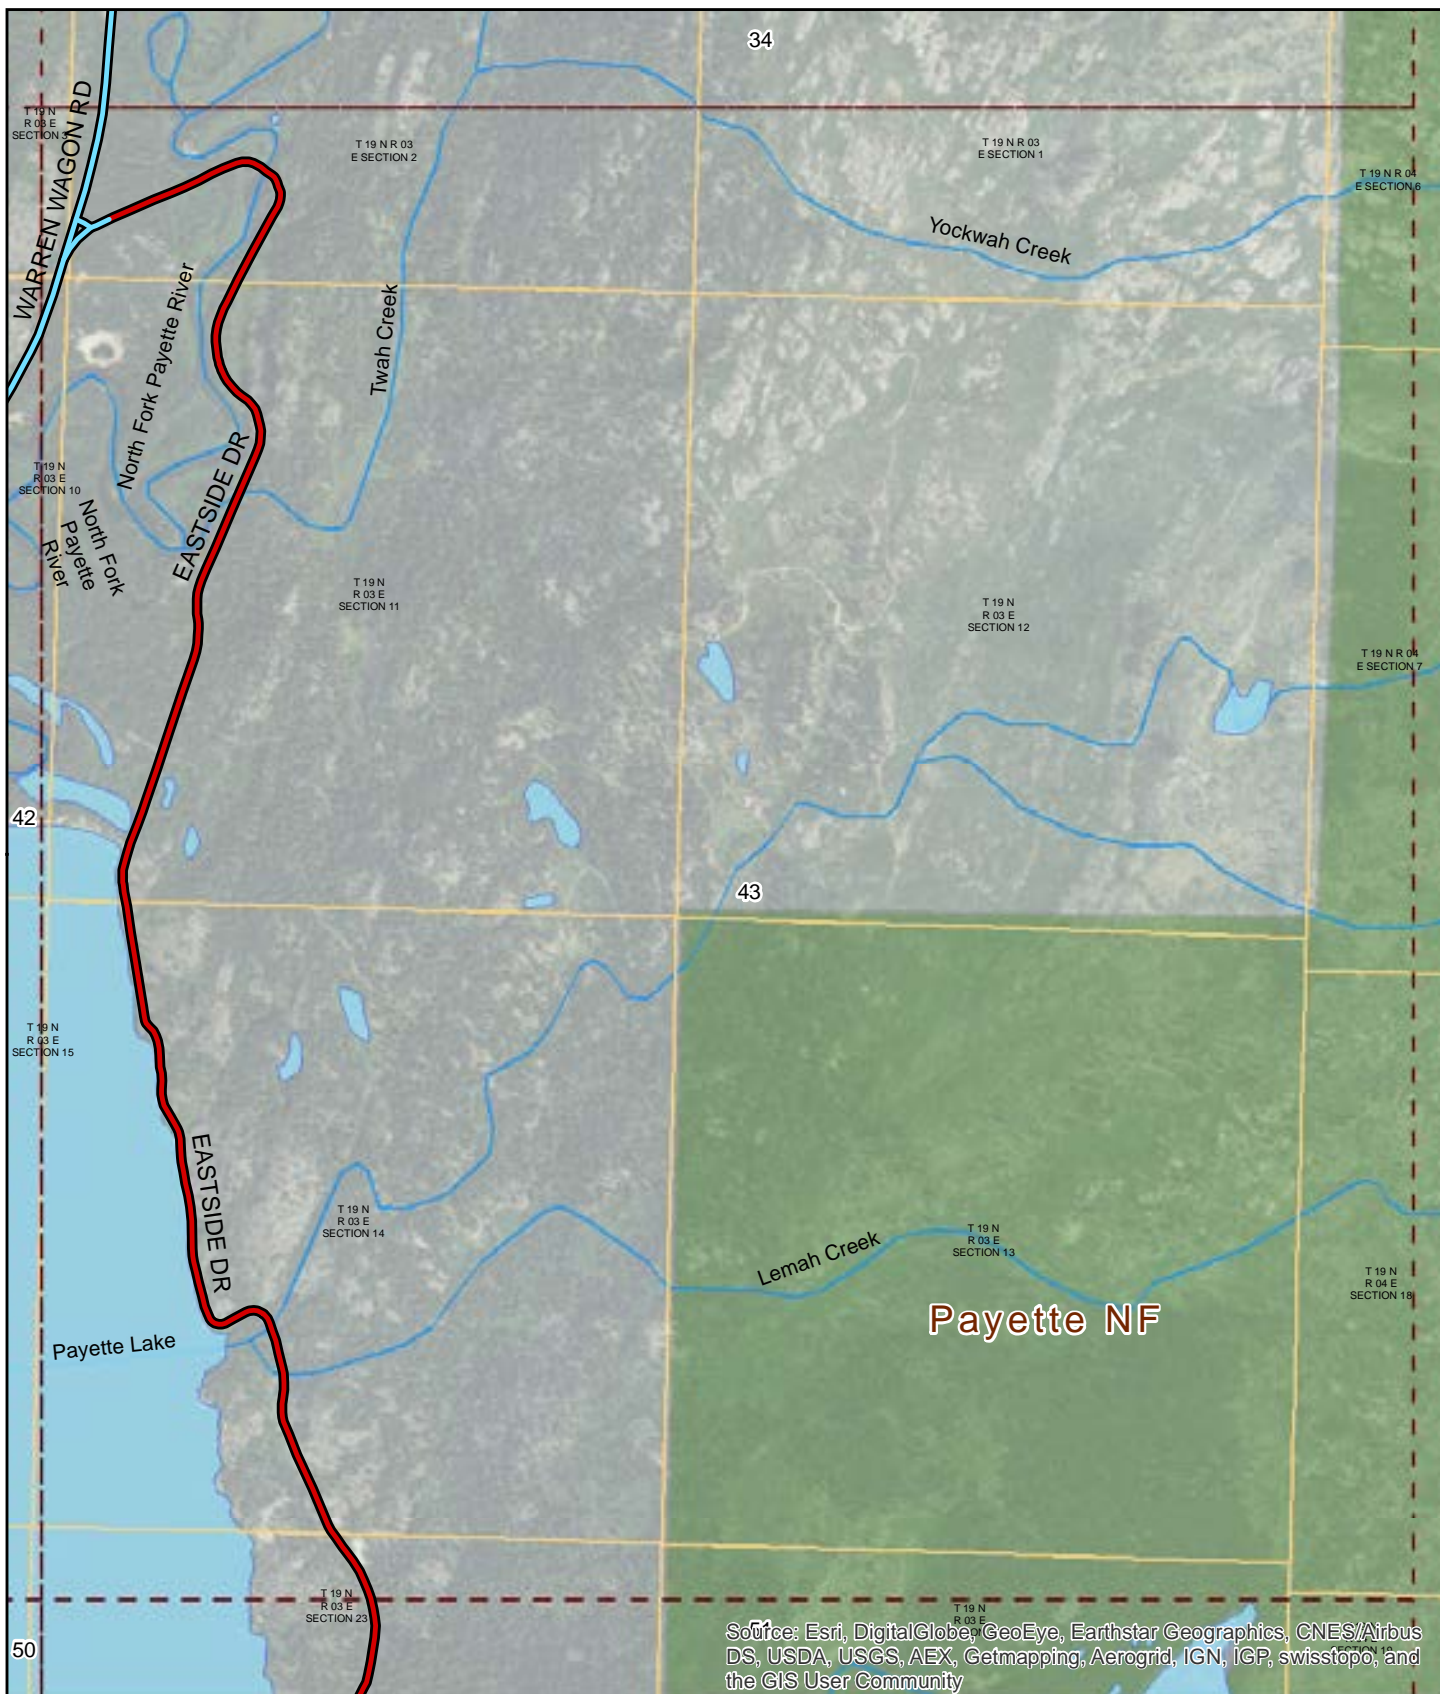 34
WARREN WAGON RD
T 19 N
R 03 E
SECTION 3
T 19 N R 03
E SECTION 2
T 19 N R 03
E SECTION 1
T 19 N R 04
E SECTION 6
Yockwah Creek
North Fork Payette River
Twah Creek
EASTSIDE DR
T 19 N
R 03 E
SECTION 10
North Fork
Payette
River
T 19 N
R 03 E
SECTION 11
T 19 N
R 03 E
SECTION 12
T 19 N R 04
E SECTION 7
42
43
T 19 N
R 03 E
SECTION 15
EASTSIDE DR
T 19 N
R 03 E
SECTION 14
Lemah Creek
T 19 N
R 03 E
SECTION 13
T 19 N
R 04 E
SECTION 18
Payette NF
Payette Lake
T 19 N
R 03 E
SECTION 23
T 19 N
R 03 E
51
50
Source: Esri, DigitalGlobe, GeoEye, Earthstar Geographics, CNES/Airbus
DS, USDA, USGS, AEX, Getmapping, Aerogrid, IGN, IGP, swisstopo, and
the GIS User Community